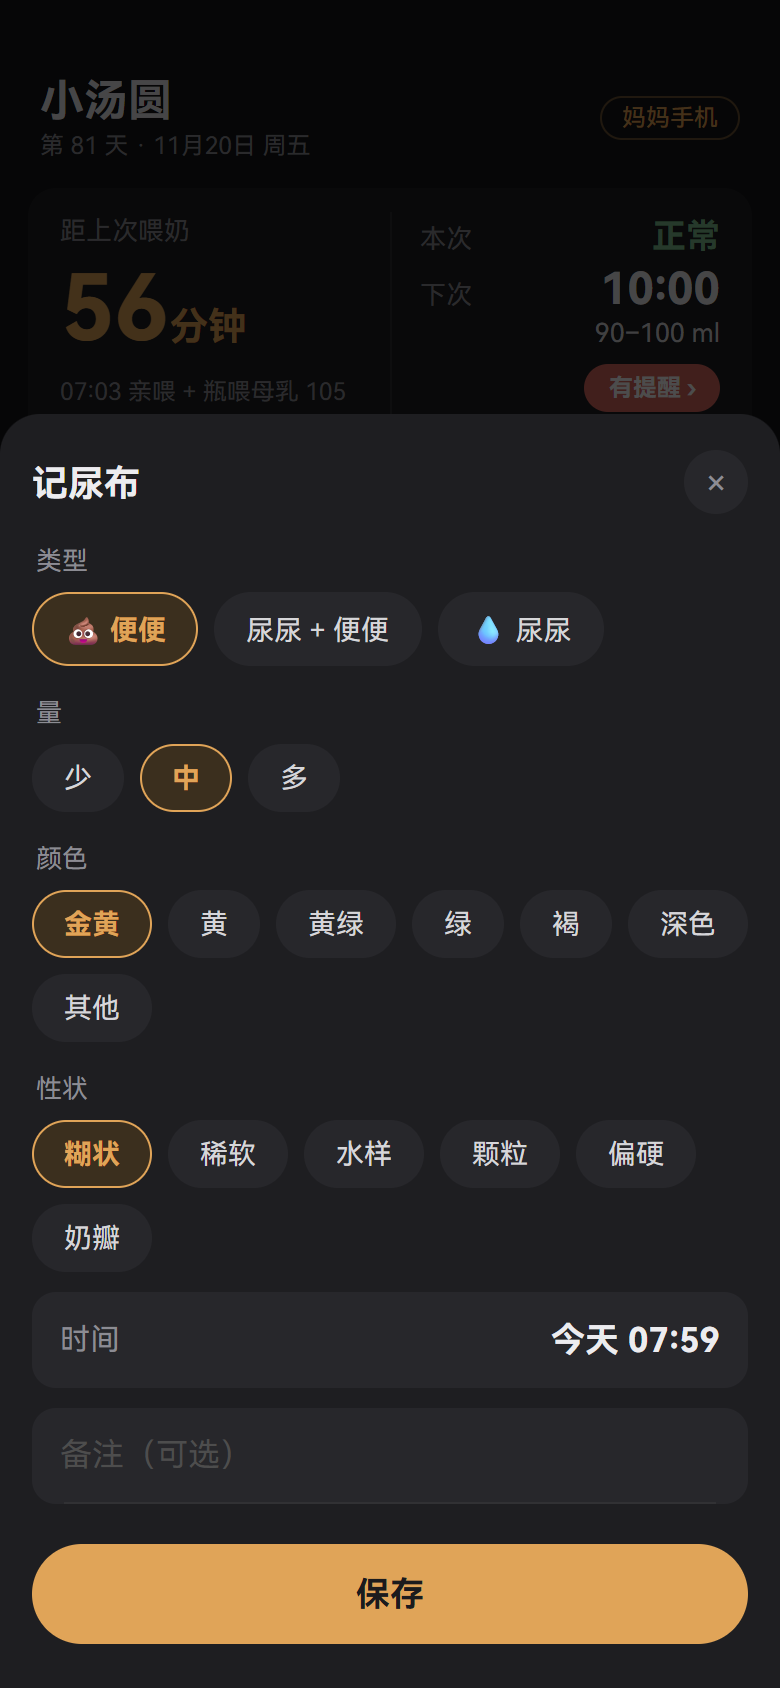 小汤圆
第 81 天 · 11月20日 周五
妈妈手机
距上次喂奶
56分钟
07:03 亲喂 + 瓶喂母乳 105
本次 正常
下次 10:00
90–100 ml
有提醒 ›
记尿布
×
类型
💩 便便 尿尿 + 便便 💧 尿尿
量
少 中 多
颜色
金黄 黄 黄绿 绿 褐 深色
其他
性状
糊状 稀软 水样 颗粒 偏硬
奶瓣
时间 今天 07:59
备注（可选）
保存